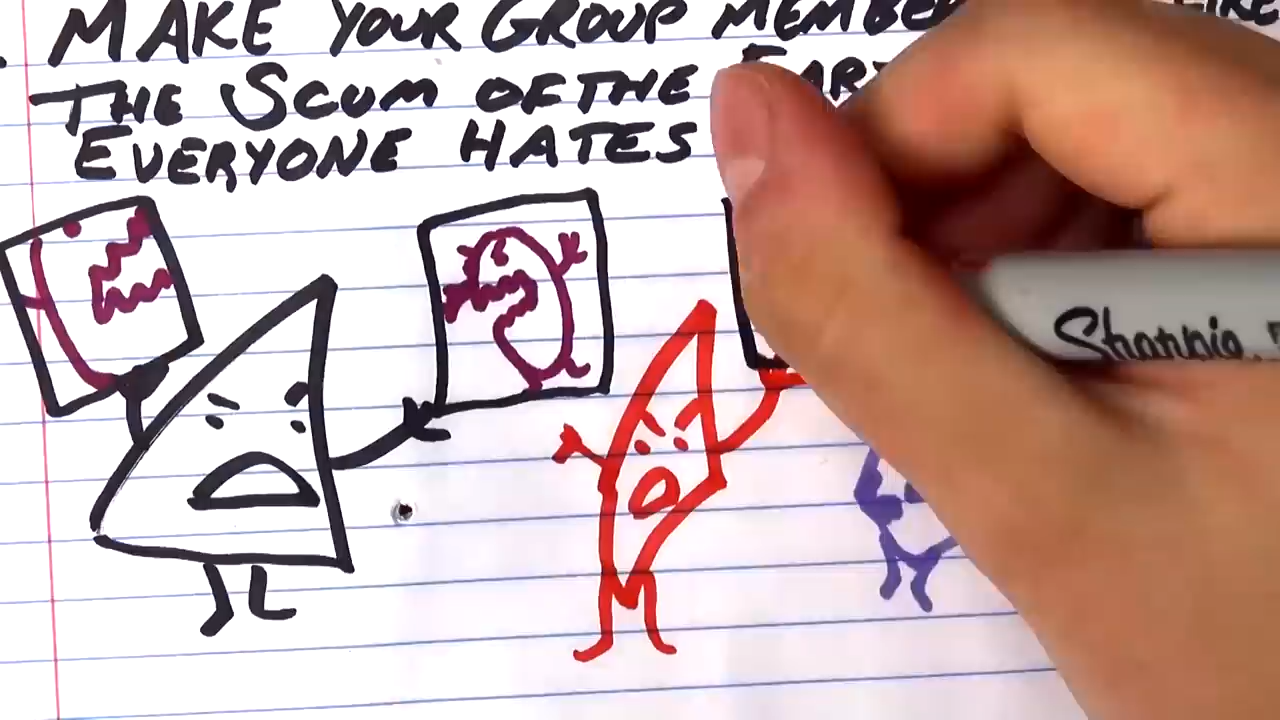 MAKE YOUR GROUP
THE SCUM OF THE
EVERYONE HATES
Sharpie